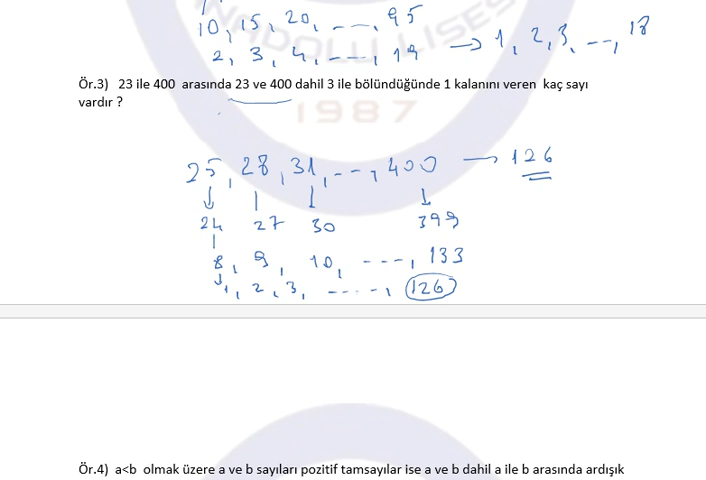 10, 15, 20, ..., 95
2, 3, 4, ..., 19 → 1, 2, 3, ..., 18
Ör.3) 23 ile 400 arasında 23 ve 400 dahil 3 ile bölündüğünde 1 kalanını veren kaç sayı
vardır ?
1987
25, 28, 31, ..., 400 → 126
24 27 30 399
8, 9, 10, ..., 133
1, 2, 3, ..., 126
Ör.4) a<b olmak üzere a ve b sayıları pozitif tamsayılar ise a ve b dahil a ile b arasında ardışık